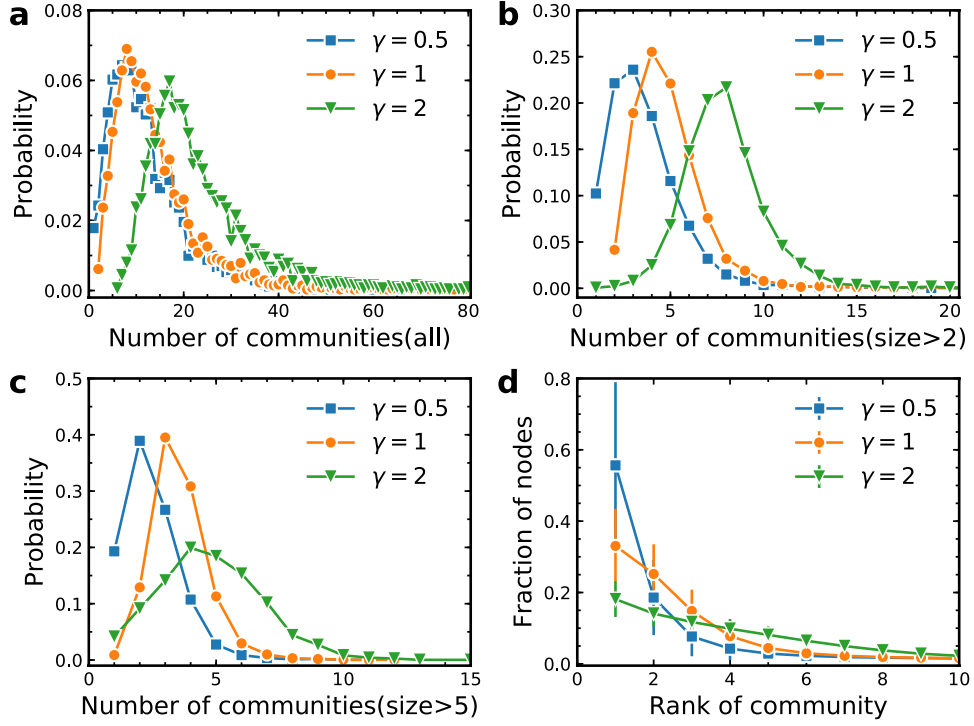 a
0.08
0.06
0.04
0.02
0.00
Probability
γ = 0.5
γ = 1
γ = 2
0 10 20 30 40 50 60 70 80
Number of communities(all)
b
0.30
0.25
0.20
0.15
0.10
0.05
0.00
Probability
γ = 0.5
γ = 1
γ = 2
0 5 10 15 20
Number of communities(size>2)
c
0.5
0.4
0.3
0.2
0.1
0.0
Probability
γ = 0.5
γ = 1
γ = 2
0 5 10 15
Number of communities(size>5)
d
0.8
0.6
0.4
0.2
0.0
Fraction of nodes
γ = 0.5
γ = 1
γ = 2
0 2 4 6 8 10
Rank of community